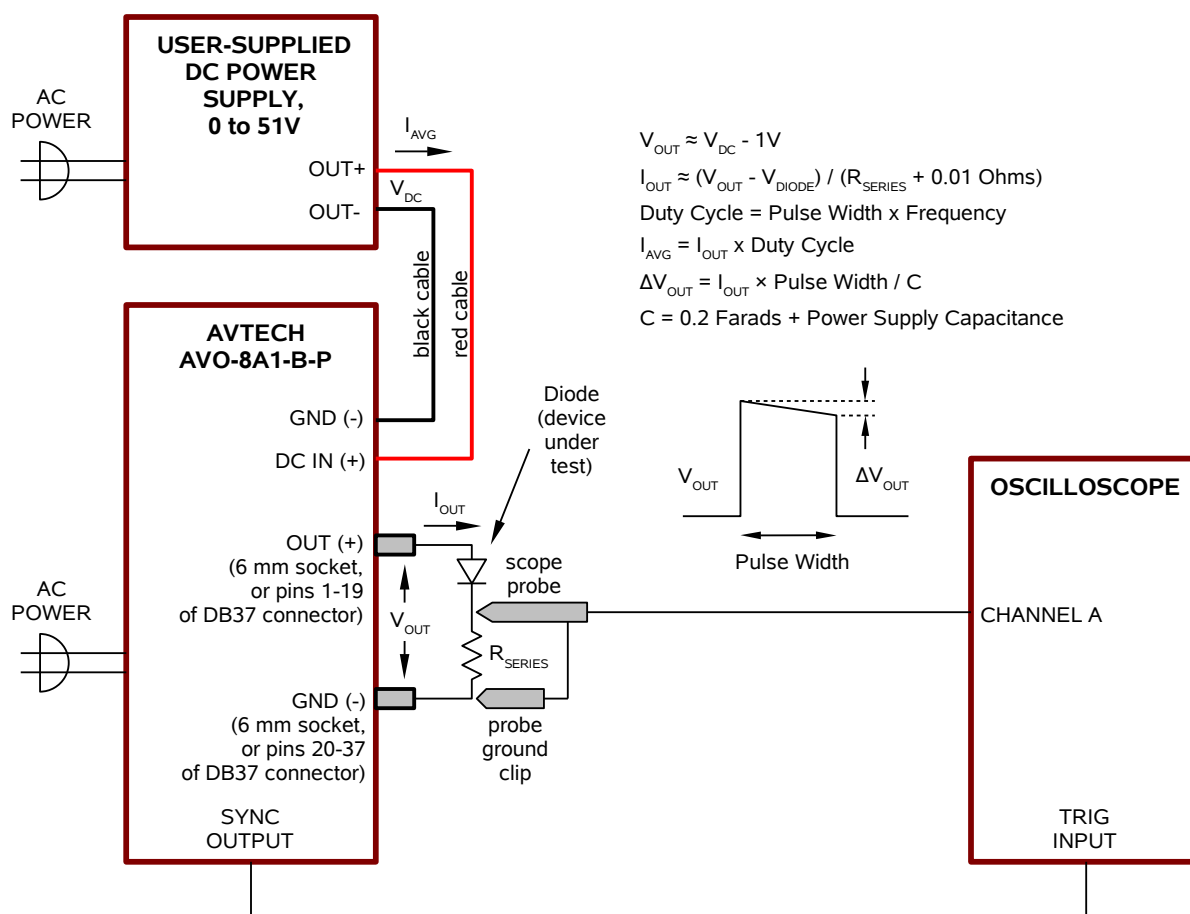 USER-SUPPLIED
DC POWER
SUPPLY,
0 to 51V
AC
POWER
I_AVG
OUT+
V_DC
OUT-
black cable
red cable
V_OUT ≈ V_DC - 1V
I_OUT ≈ (V_OUT - V_DIODE) / (R_SERIES + 0.01 Ohms)
Duty Cycle = Pulse Width x Frequency
I_AVG = I_OUT x Duty Cycle
ΔV_OUT = I_OUT × Pulse Width / C
C = 0.2 Farads + Power Supply Capacitance
AVTECH
AVO-8A1-B-P
GND (-)
DC IN (+)
Diode
(device
under
test)
I_OUT
OUT (+)
(6 mm socket,
or pins 1-19
of DB37 connector)
V_OUT
scope
probe
R_SERIES
AC
POWER
GND (-)
(6 mm socket,
or pins 20-37
of DB37 connector)
probe
ground
clip
SYNC
OUTPUT
V_OUT
ΔV_OUT
Pulse Width
OSCILLOSCOPE
CHANNEL A
TRIG
INPUT